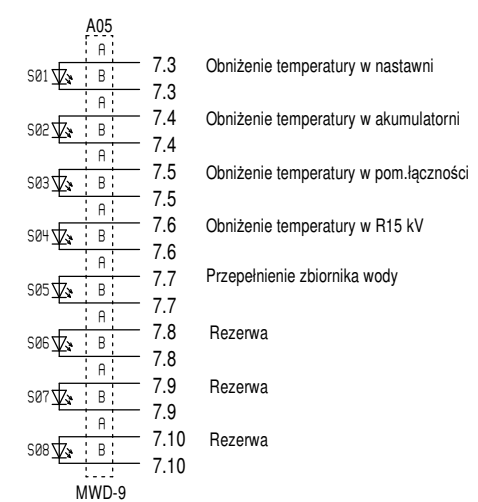 A05
A
7.3 Obniżenie temperatury w nastawni
S01 B
7.3
A
7.4 Obniżenie temperatury w akumulatorni
S02 B
7.4
A
7.5 Obniżenie temperatury w pom.łączności
S03 B
7.5
A
7.6 Obniżenie temperatury w R15 kV
S04 B
7.6
A
7.7 Przepełnienie zbiornika wody
S05 B
7.7
A
7.8 Rezerwa
S06 B
7.8
A
7.9 Rezerwa
S07 B
7.9
A
7.10 Rezerwa
S08 B
7.10
MWD-9